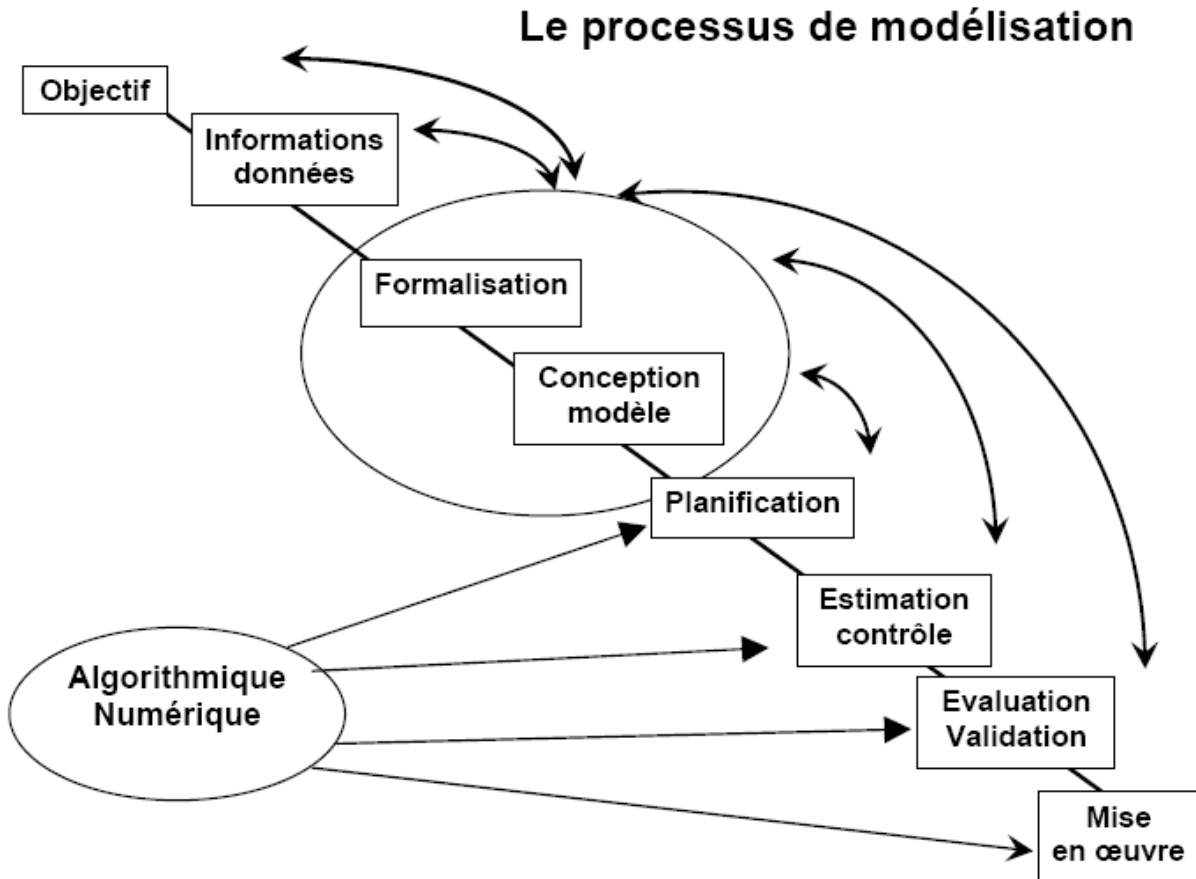 Le processus de modélisation
Objectif
Informations
données
Formalisation
Conception
modèle
Planification
Estimation
contrôle
Algorithmique
Numérique
Evaluation
Validation
Mise
en œuvre